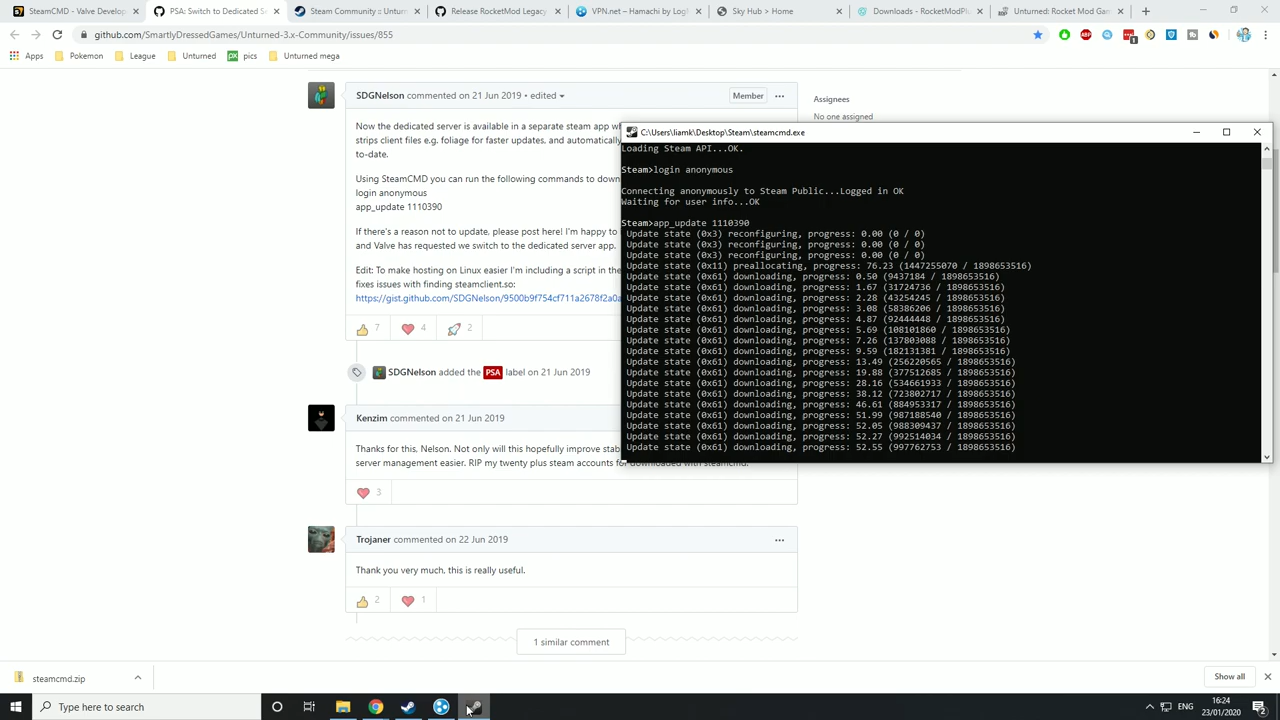 SteamCMD - Valve Develop
PSA: Switch to Dedicated S
Steam Community :: Unturn
Release RocketMod Legacy
VPN.net – Hamachi by Log
Sky Hub > Home
Downloads - RocketModPl
Unturned: Rocket Mod Gam
github.com/SmartlyDressedGames/Unturned-3.x-Community/issues/855
Apps
Pokemon
League
Unturned
pics
Unturned mega
SDGNelson commented on 21 Jun 2019 • edited
Member
Assignees
No one assigned
Now the dedicated server is available in a separate steam app
strips client files e.g. foliage for faster updates, and automatically
to-date.
Using SteamCMD you can run the following commands to down
login anonymous
app_update 1110390
If there's a reason not to update, please post here! I'm happy to
and Valve has requested we switch to the dedicated server app.
Edit: To make hosting on Linux easier I'm including a script in the
fixes issues with finding steamclient.so:
https://gist.github.com/SDGNelson/9500b9f754cf711a2678f2a0a
7
4
2
SDGNelson added the PSA label on 21 Jun 2019
Kenzim commented on 21 Jun 2019
Thanks for this, Nelson. Not only will this hopefully improve stab
server management easier. RIP my twenty plus steam accounts for downloaded with steamcmd.
3
Trojaner commented on 22 Jun 2019
Thank you very much, this is really useful.
2
1
1 similar comment
C:\Users\liamk\Desktop\Steam\steamcmd.exe
Loading Steam API...OK.
Steam>login anonymous
Connecting anonymously to Steam Public...Logged in OK
Waiting for user info...OK
Steam>app_update 1110390
Update state (0x3) reconfiguring, progress: 0.00 (0 / 0)
Update state (0x3) reconfiguring, progress: 0.00 (0 / 0)
Update state (0x3) reconfiguring, progress: 0.00 (0 / 0)
Update state (0x11) preallocating, progress: 76.23 (1447255070 / 1898653516)
Update state (0x61) downloading, progress: 0.50 (9437184 / 1898653516)
Update state (0x61) downloading, progress: 1.67 (31724736 / 1898653516)
Update state (0x61) downloading, progress: 2.28 (43254245 / 1898653516)
Update state (0x61) downloading, progress: 3.08 (58386206 / 1898653516)
Update state (0x61) downloading, progress: 4.87 (92444448 / 1898653516)
Update state (0x61) downloading, progress: 5.69 (108101860 / 1898653516)
Update state (0x61) downloading, progress: 7.26 (137803088 / 1898653516)
Update state (0x61) downloading, progress: 9.59 (182131381 / 1898653516)
Update state (0x61) downloading, progress: 13.49 (256220565 / 1898653516)
Update state (0x61) downloading, progress: 19.88 (377512685 / 1898653516)
Update state (0x61) downloading, progress: 28.16 (534661933 / 1898653516)
Update state (0x61) downloading, progress: 38.12 (723802717 / 1898653516)
Update state (0x61) downloading, progress: 46.61 (884953317 / 1898653516)
Update state (0x61) downloading, progress: 51.99 (987188540 / 1898653516)
Update state (0x61) downloading, progress: 52.05 (988309437 / 1898653516)
Update state (0x61) downloading, progress: 52.27 (992514034 / 1898653516)
Update state (0x61) downloading, progress: 52.55 (997762753 / 1898653516)
steamcmd.zip
Show all
Type here to search
ENG
16:24
23/01/2020
2